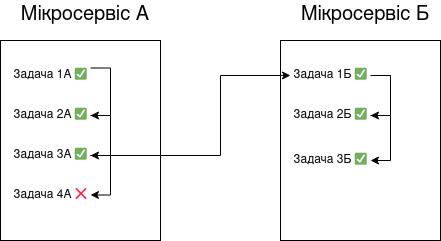 Мікросервіс А
Задача 1А ✅
Задача 2А ✅
Задача 3А ✅
Задача 4А ❌
Мікросервіс Б
Задача 1Б ✅
Задача 2Б ✅
Задача 3Б ✅